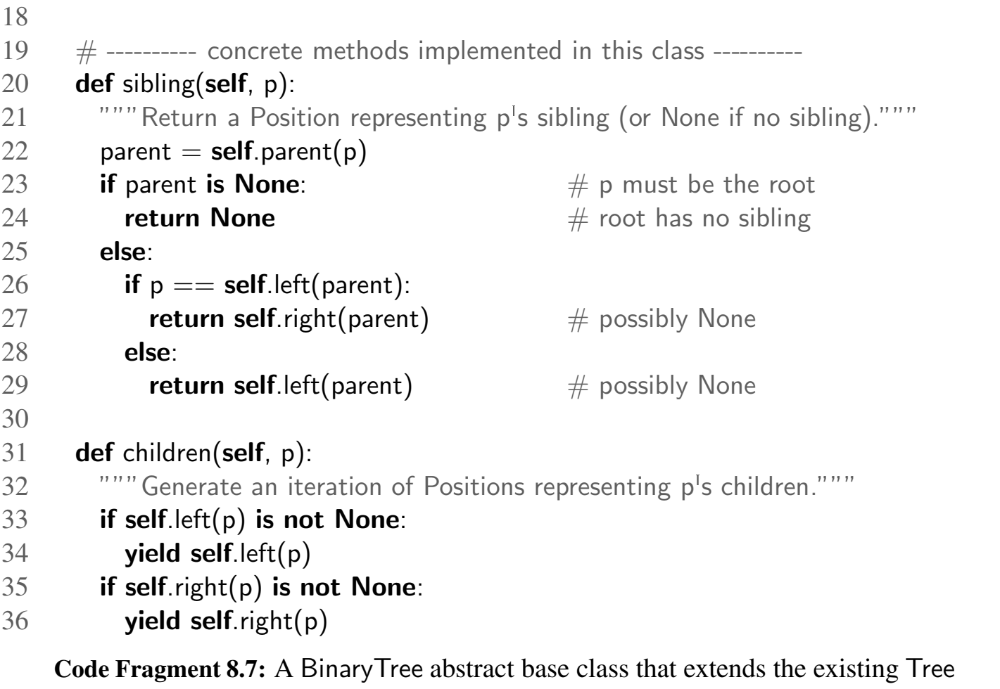 18
19 # ---------- concrete methods implemented in this class ----------
20 def sibling(self, p):
21 """Return a Position representing p's sibling (or None if no sibling)."""
22 parent = self.parent(p)
23 if parent is None: # p must be the root
24 return None # root has no sibling
25 else:
26 if p == self.left(parent):
27 return self.right(parent) # possibly None
28 else:
29 return self.left(parent) # possibly None
30
31 def children(self, p):
32 """Generate an iteration of Positions representing p's children."""
33 if self.left(p) is not None:
34 yield self.left(p)
35 if self.right(p) is not None:
36 yield self.right(p)
Code Fragment 8.7: A BinaryTree abstract base class that extends the existing Tree